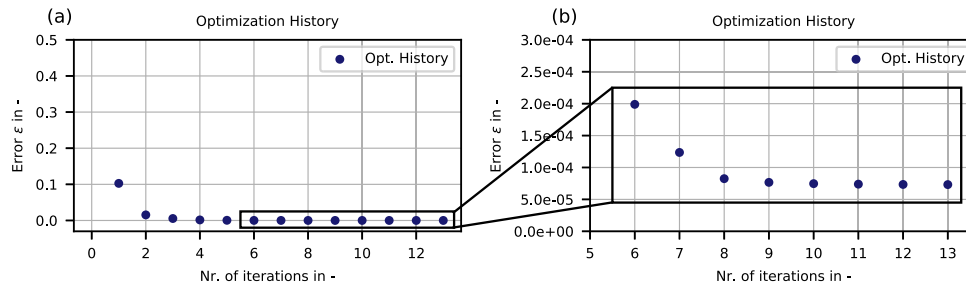 (a)
Optimization History
0.5
0.4
0.3
0.2
0.1
0.0
Error ε in -
Opt. History
0 2 4 6 8 10 12
Nr. of iterations in -
(b)
Optimization History
3.0e−04
2.5e−04
2.0e−04
1.5e−04
1.0e−04
5.0e−05
0.0e+00
Error ε in -
Opt. History
5 6 7 8 9 10 11 12 13
Nr. of iterations in -